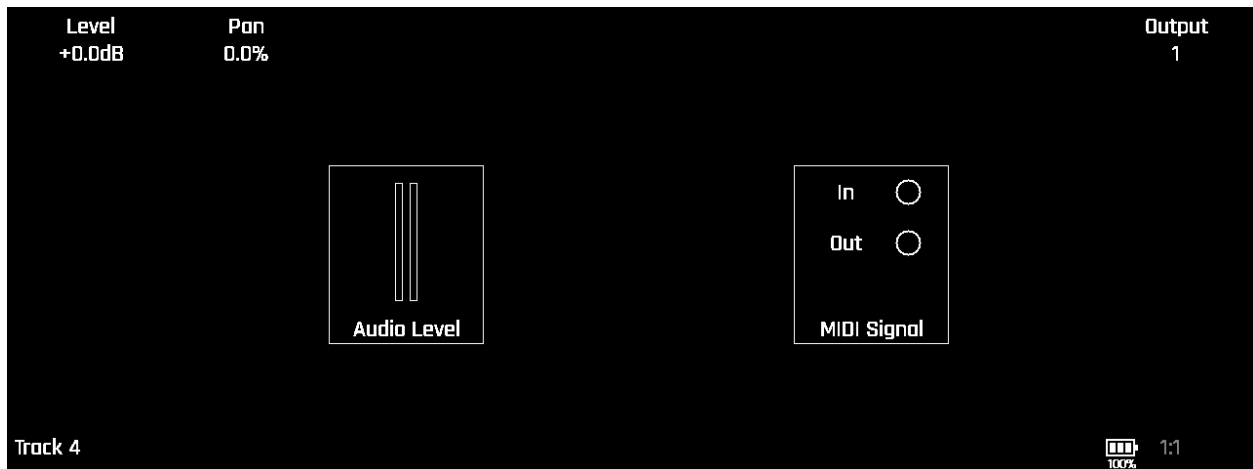 Level Pan Output
+0.0dB 0.0% 1
In
Out
Audio Level MIDI Signal
Track 4 1:1
100%